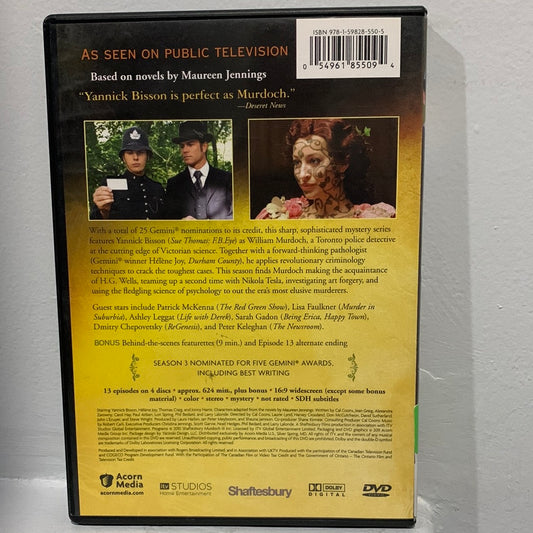 ISBN 978-1-59828-550-5
0 54961 85509 4
AS SEEN ON PUBLIC TELEVISION
Based on novels by Maureen Jennings
“Yannick Bisson is perfect as Murdoch.”
—Deseret News
With a total of 25 Gemini® nominations to its credit, this sharp, sophisticated mystery series
features Yannick Bisson (Sue Thomas: F.B.Eye) as William Murdoch, a Toronto police detective
at the cutting edge of Victorian science. Together with a forward-thinking pathologist
(Gemini® winner Hélène Joy, Durham County), he applies revolutionary criminology
techniques to crack the toughest cases. This season finds Murdoch making the acquaintance
of H.G. Wells, teaming up a second time with Nikola Tesla, investigating art forgery, and
using the fledgling science of psychology to out the era's most elusive murderers.
Guest stars include Patrick McKenna (The Red Green Show), Lisa Faulkner (Murder in
Suburbia), Ashley Leggat (Life with Derek), Sarah Gadon (Being Erica, Happy Town),
Dmitry Chepovetsky (ReGenesis), and Peter Keleghan (The Newsroom).
BONUS Behind-the-scenes featurettes (9 min.) and Episode 13 alternate ending
SEASON 3 NOMINATED FOR FIVE GEMINI® AWARDS,
INCLUDING BEST WRITING
13 episodes on 4 discs • approx. 624 min., plus bonus • 16:9 widescreen (except some bonus
material) • color • stereo • mystery • not rated • SDH subtitles
Acorn
Media
acornmedia.com
itv STUDIOS
Home Entertainment
Shaftesbury
DOLBY
DIGITAL
DVD